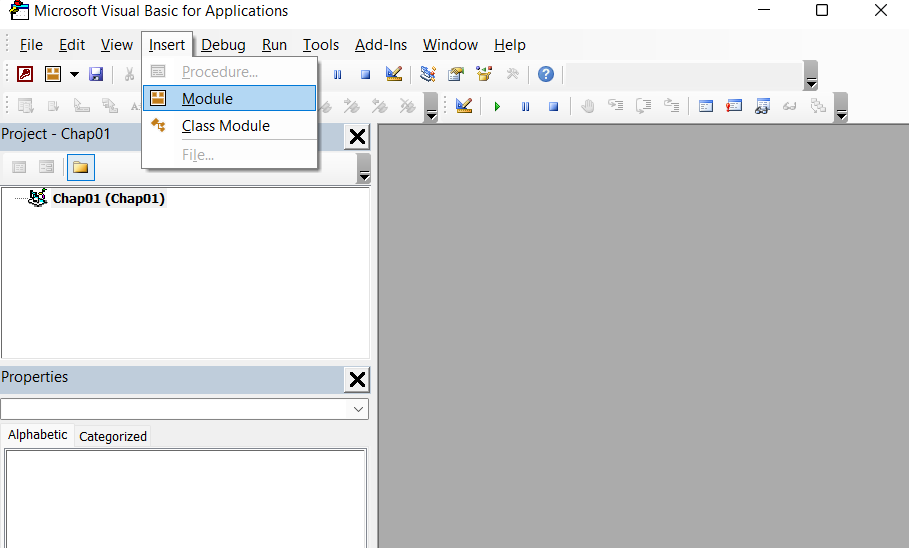 Microsoft Visual Basic for Applications
File Edit View Insert Debug Run Tools Add-Ins Window Help
Procedure...
Module
Class Module
File...
Project - Chap01
Chap01 (Chap01)
Properties
Alphabetic Categorized